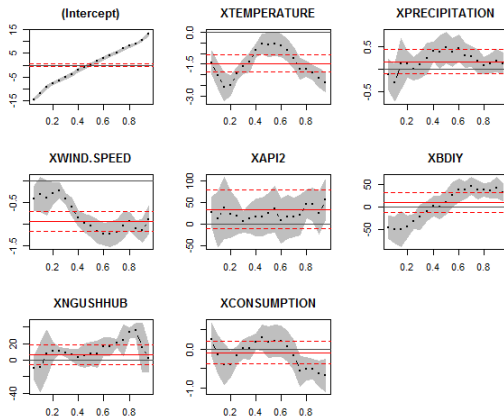 (Intercept)
15
5
-5
-15
0.2 0.4 0.6 0.8
XTEMPERATURE
0.0
-1.5
-3.0
0.2 0.4 0.6 0.8
XPRECIPITATION
0.5
-0.5
0.2 0.4 0.6 0.8
XWIND.SPEED
-0.5
-1.5
0.2 0.4 0.6 0.8
XAPI2
100
50
0
-50
0.2 0.4 0.6 0.8
XBDIY
50
0
-50
0.2 0.4 0.6 0.8
XNGUSHHUB
20
0
-40
0.2 0.4 0.6 0.8
XCONSUMPTION
0.0
-1.0
0.2 0.4 0.6 0.8